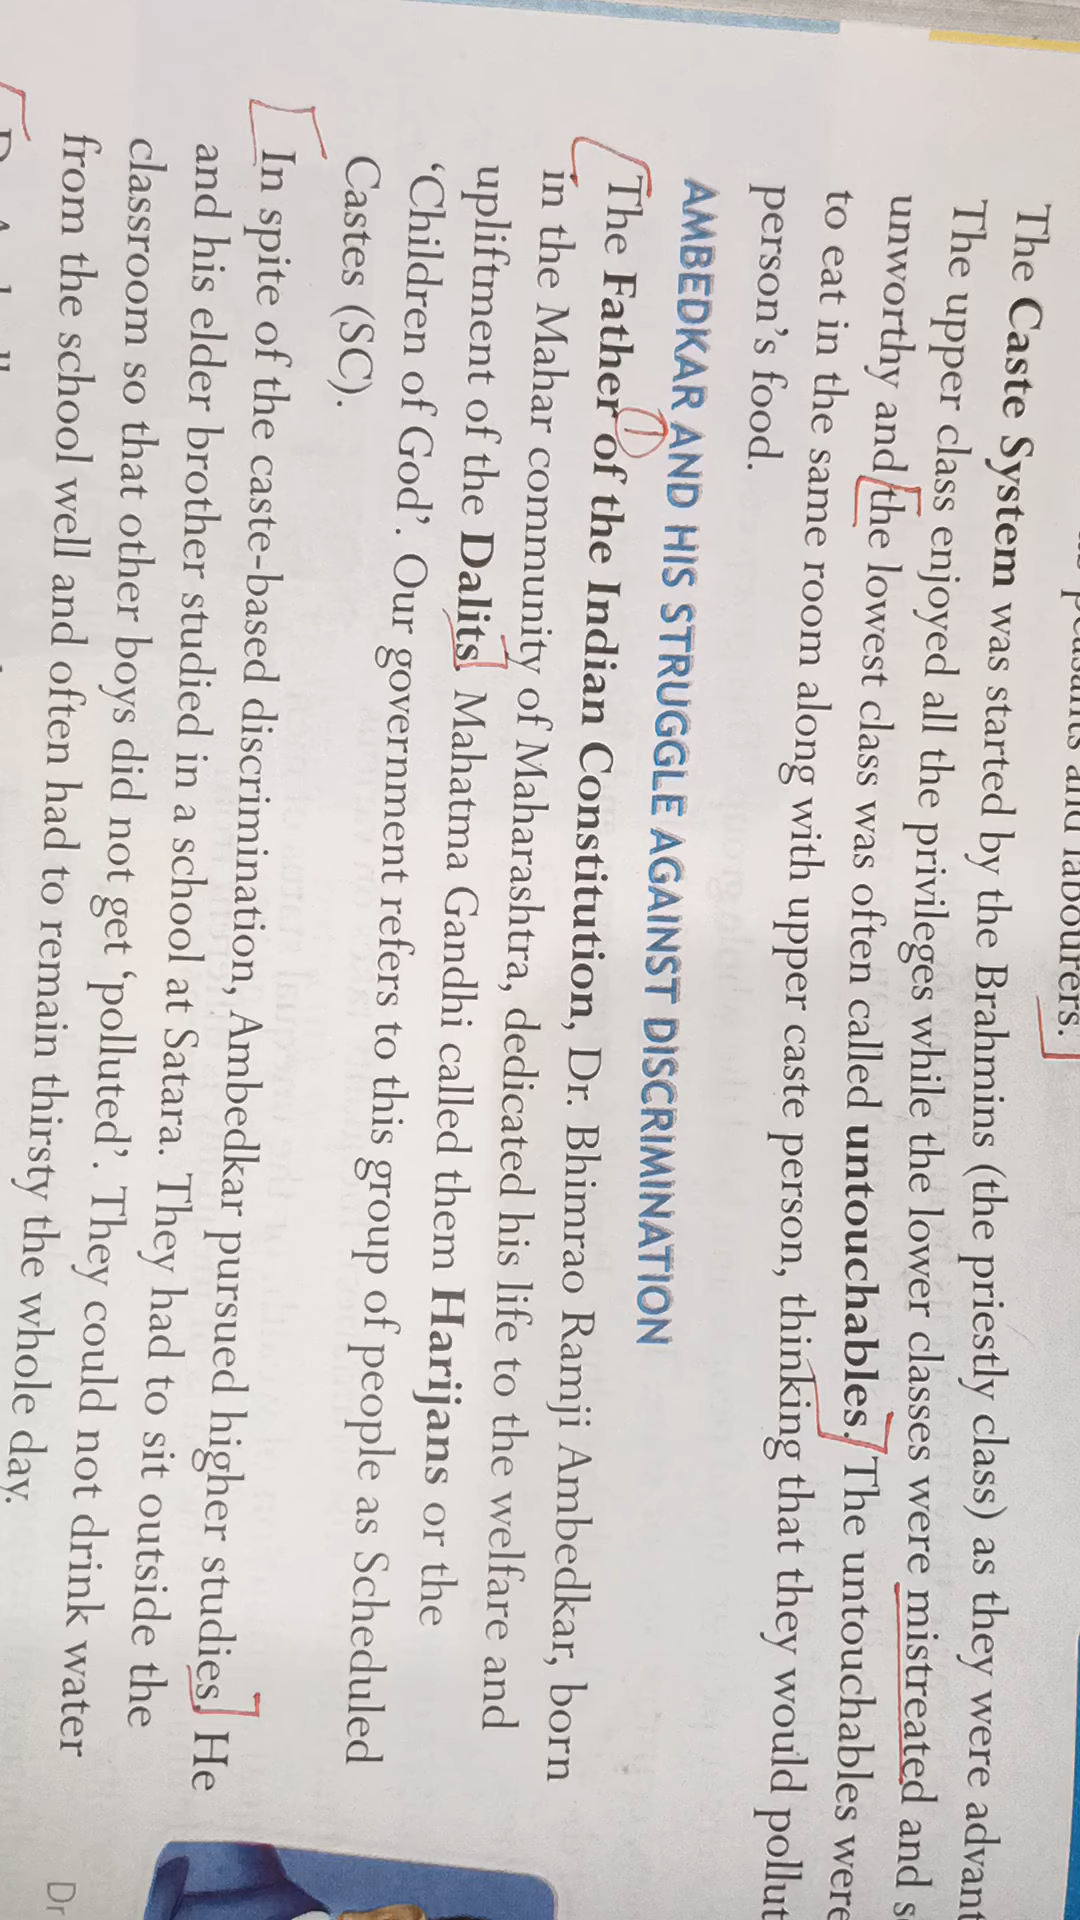 labourers.
The Caste System was started by the Brahmins (the priestly class) as they were
The upper class enjoyed all the privileges while the lower classes were mistreated and
unworthy and the lowest class was often called untouchables. The untouchables were
to eat in the same room along with upper caste person, thinking that they would
person's food.
AMBEDKAR AND HIS STRUGGLE AGAINST DISCRIMINATION
1
The Father of the Indian Constitution, Dr. Bhimrao Ramji Ambedkar, born
in the Mahar community of Maharashtra, dedicated his life to the welfare and
upliftment of the Dalits. Mahatma Gandhi called them Harijans or the
'Children of God'. Our government refers to this group of people as Scheduled
Castes (SC).
In spite of the caste-based discrimination, Ambedkar pursued higher studies. He
and his elder brother studied in a school at Satara. They had to sit outside the
classroom so that other boys did not get 'polluted'. They could not drink water
from the school well and often had to remain thirsty the whole day.
Dr